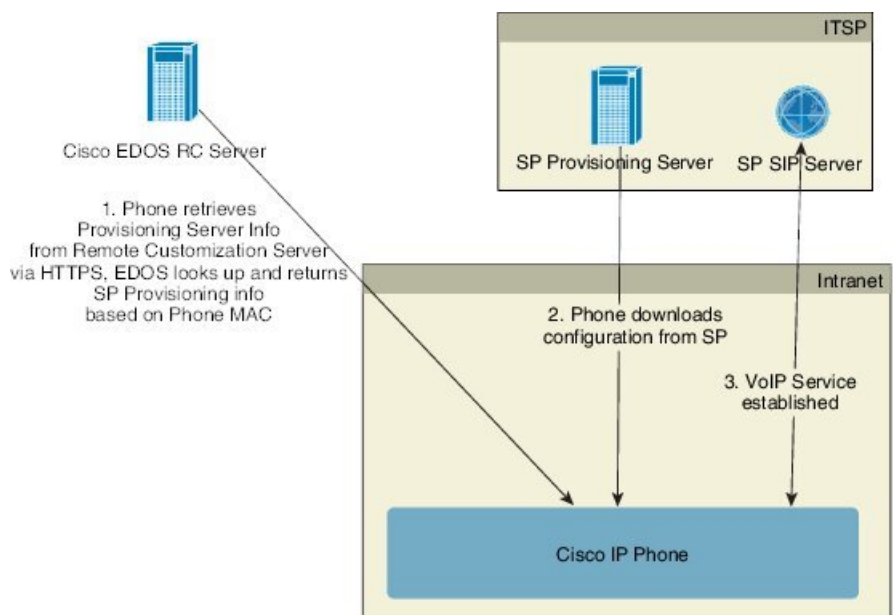 ITSP
Cisco EDOS RC Server
SP Provisioning Server
SP SIP Server
1. Phone retrieves
Provisioning Server Info
from Remote Customization Server
via HTTPS, EDOS looks up and returns
SP Provisioning info
based on Phone MAC
Intranet
2. Phone downloads
configuration from SP
3. VoIP Service
established
Cisco IP Phone